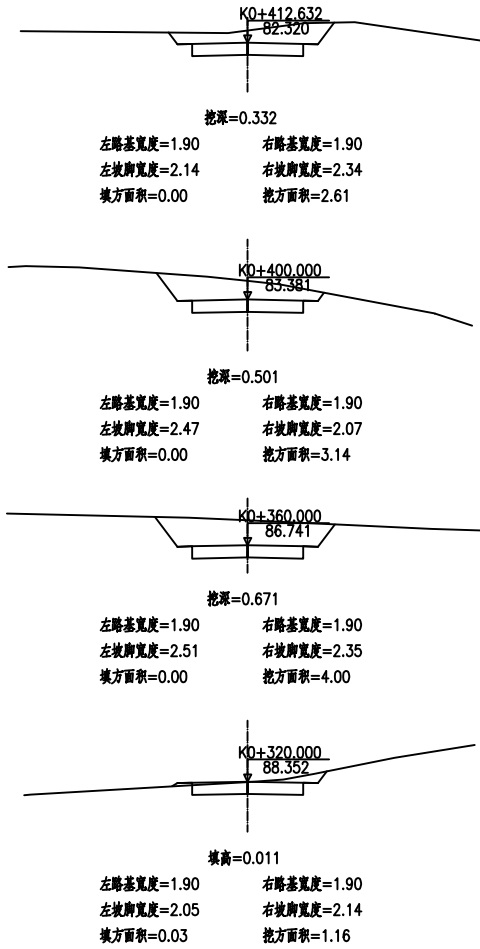 K0+412.632
82.320
挖深=0.332
左路基宽度=1.90 右路基宽度=1.90
左坡脚宽度=2.14 右坡脚宽度=2.34
填方面积=0.00 挖方面积=2.61
K0+400.000
83.381
挖深=0.501
左路基宽度=1.90 右路基宽度=1.90
左坡脚宽度=2.47 右坡脚宽度=2.07
填方面积=0.00 挖方面积=3.14
K0+360.000
86.741
挖深=0.671
左路基宽度=1.90 右路基宽度=1.90
左坡脚宽度=2.51 右坡脚宽度=2.35
填方面积=0.00 挖方面积=4.00
K0+320.000
88.352
填高=0.011
左路基宽度=1.90 右路基宽度=1.90
左坡脚宽度=2.05 右坡脚宽度=2.14
填方面积=0.03 挖方面积=1.16